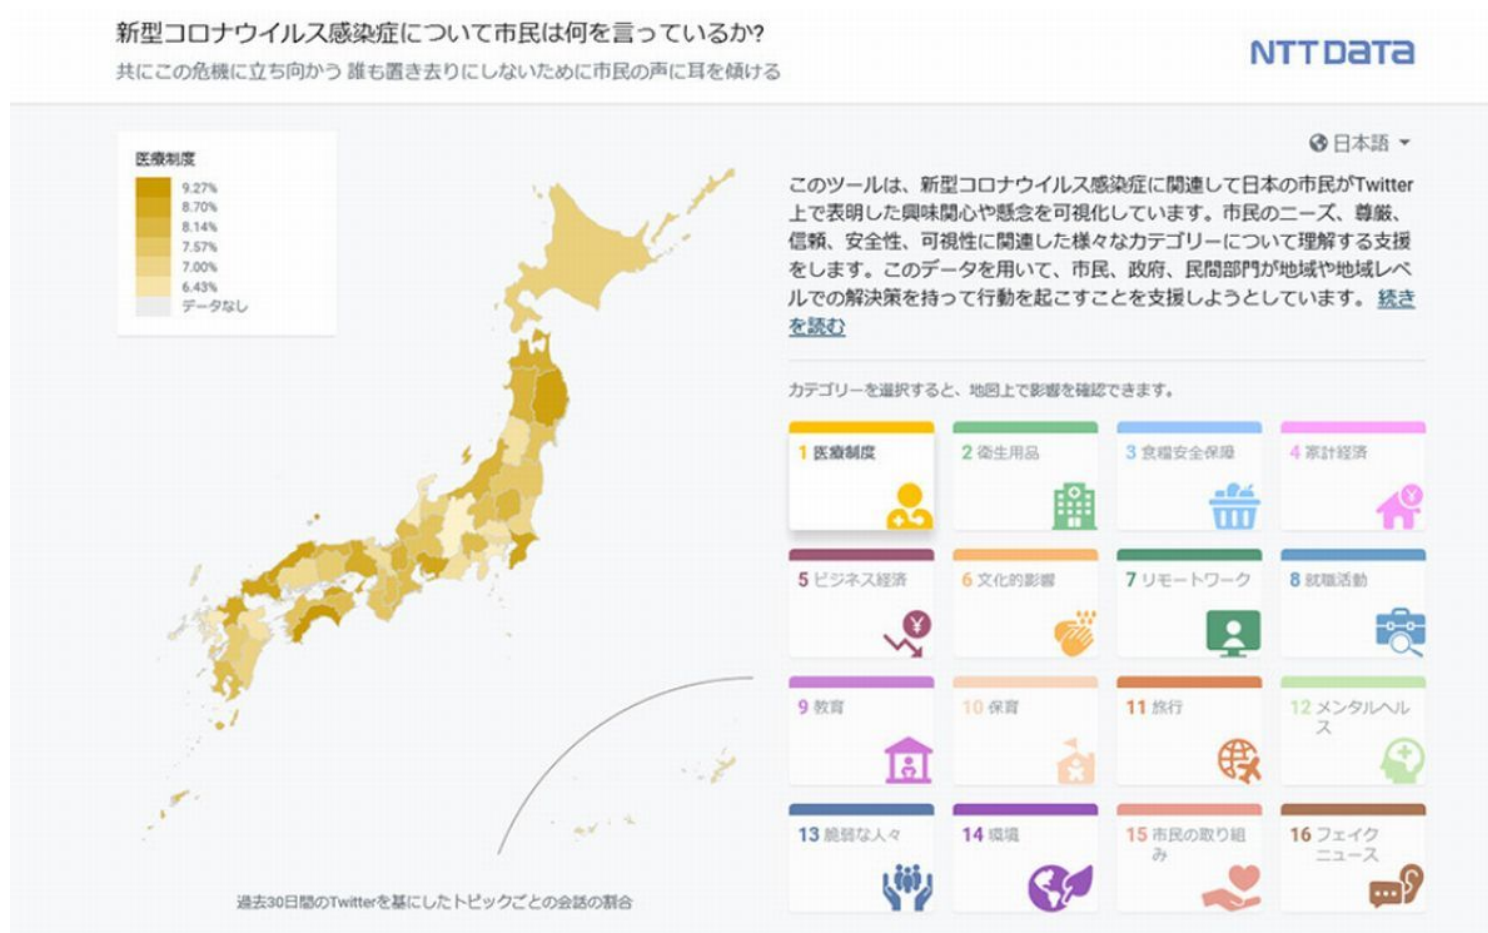 新型コロナウイルス感染症について市民は何を言っているか?
共にこの危機に立ち向かう 誰も置き去りにしないために市民の声に耳を傾ける
NTT DATA
医療制度
9.27%
8.70%
8.14%
7.57%
7.00%
6.43%
データなし
日本語
このツールは、新型コロナウイルス感染症に関連して日本の市民がTwitter
上で表明した興味関心や懸念を可視化しています。市民のニーズ、尊厳、
信頼、安全性、可視性に関連した様々なカテゴリーについて理解する支援
をします。このデータを用いて、市民、政府、民間部門が地域や地域レベ
ルでの解決策を持って行動を起こすことを支援しようとしています。 続き
を読む
カテゴリーを選択すると、地図上で影響を確認できます。
1 医療制度
2 衛生用品
3 食糧安全保障
4 家計経済
5 ビジネス経済
6 文化的影響
7 リモートワーク
8 就職活動
9 教育
10 保育
11 旅行
12 メンタルヘル
ス
13 脆弱な人々
14 環境
15 市民の取り組
み
16 フェイク
ニュース
過去30日間のTwitterを基にしたトピックごとの会話の割合